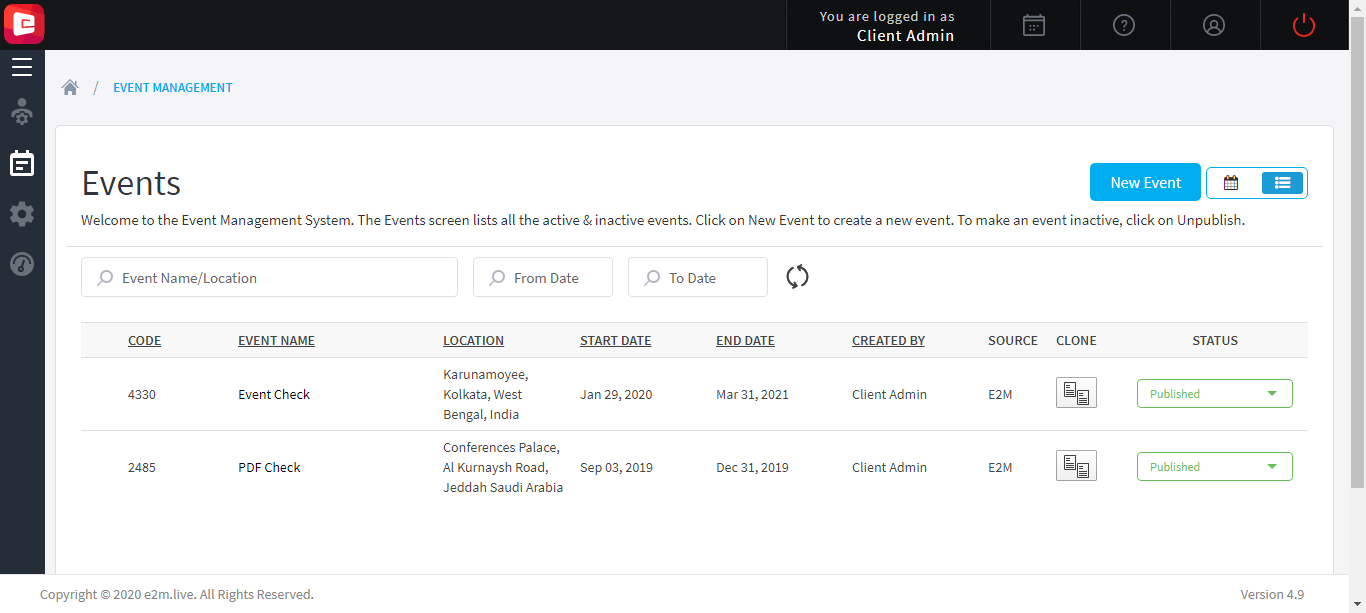 You are logged in as
Client Admin
EVENT MANAGEMENT
Events
New Event
Welcome to the Event Management System. The Events screen lists all the active & inactive events. Click on New Event to create a new event. To make an event inactive, click on Unpublish.
Event Name/Location
From Date
To Date
CODE EVENT NAME LOCATION START DATE END DATE CREATED BY SOURCE CLONE STATUS
Karunamoyee,
4330 Event Check Kolkata, West Jan 29, 2020 Mar 31, 2021 Client Admin E2M Published
Bengal, India
Conferences Palace,
2485 PDF Check Al Kurnaysh Road, Sep 03, 2019 Dec 31, 2019 Client Admin E2M Published
Jeddah Saudi Arabia
Copyright © 2020 e2m.live. All Rights Reserved. Version 4.9